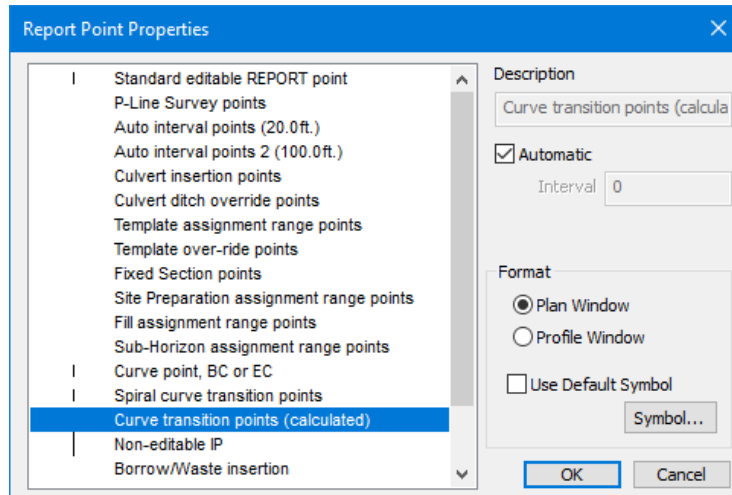 Report Point Properties
Standard editable REPORT point
P-Line Survey points
Auto interval points (20.0ft.)
Auto interval points 2 (100.0ft.)
Culvert insertion points
Culvert ditch override points
Template assignment range points
Template over-ride points
Fixed Section points
Site Preparation assignment range points
Fill assignment range points
Sub-Horizon assignment range points
Curve point, BC or EC
Spiral curve transition points
Curve transition points (calculated)
Non-editable IP
Borrow/Waste insertion
Description
Curve transition points (calcula
Automatic
Interval 0
Format
Plan Window
Profile Window
Use Default Symbol
Symbol...
OK Cancel